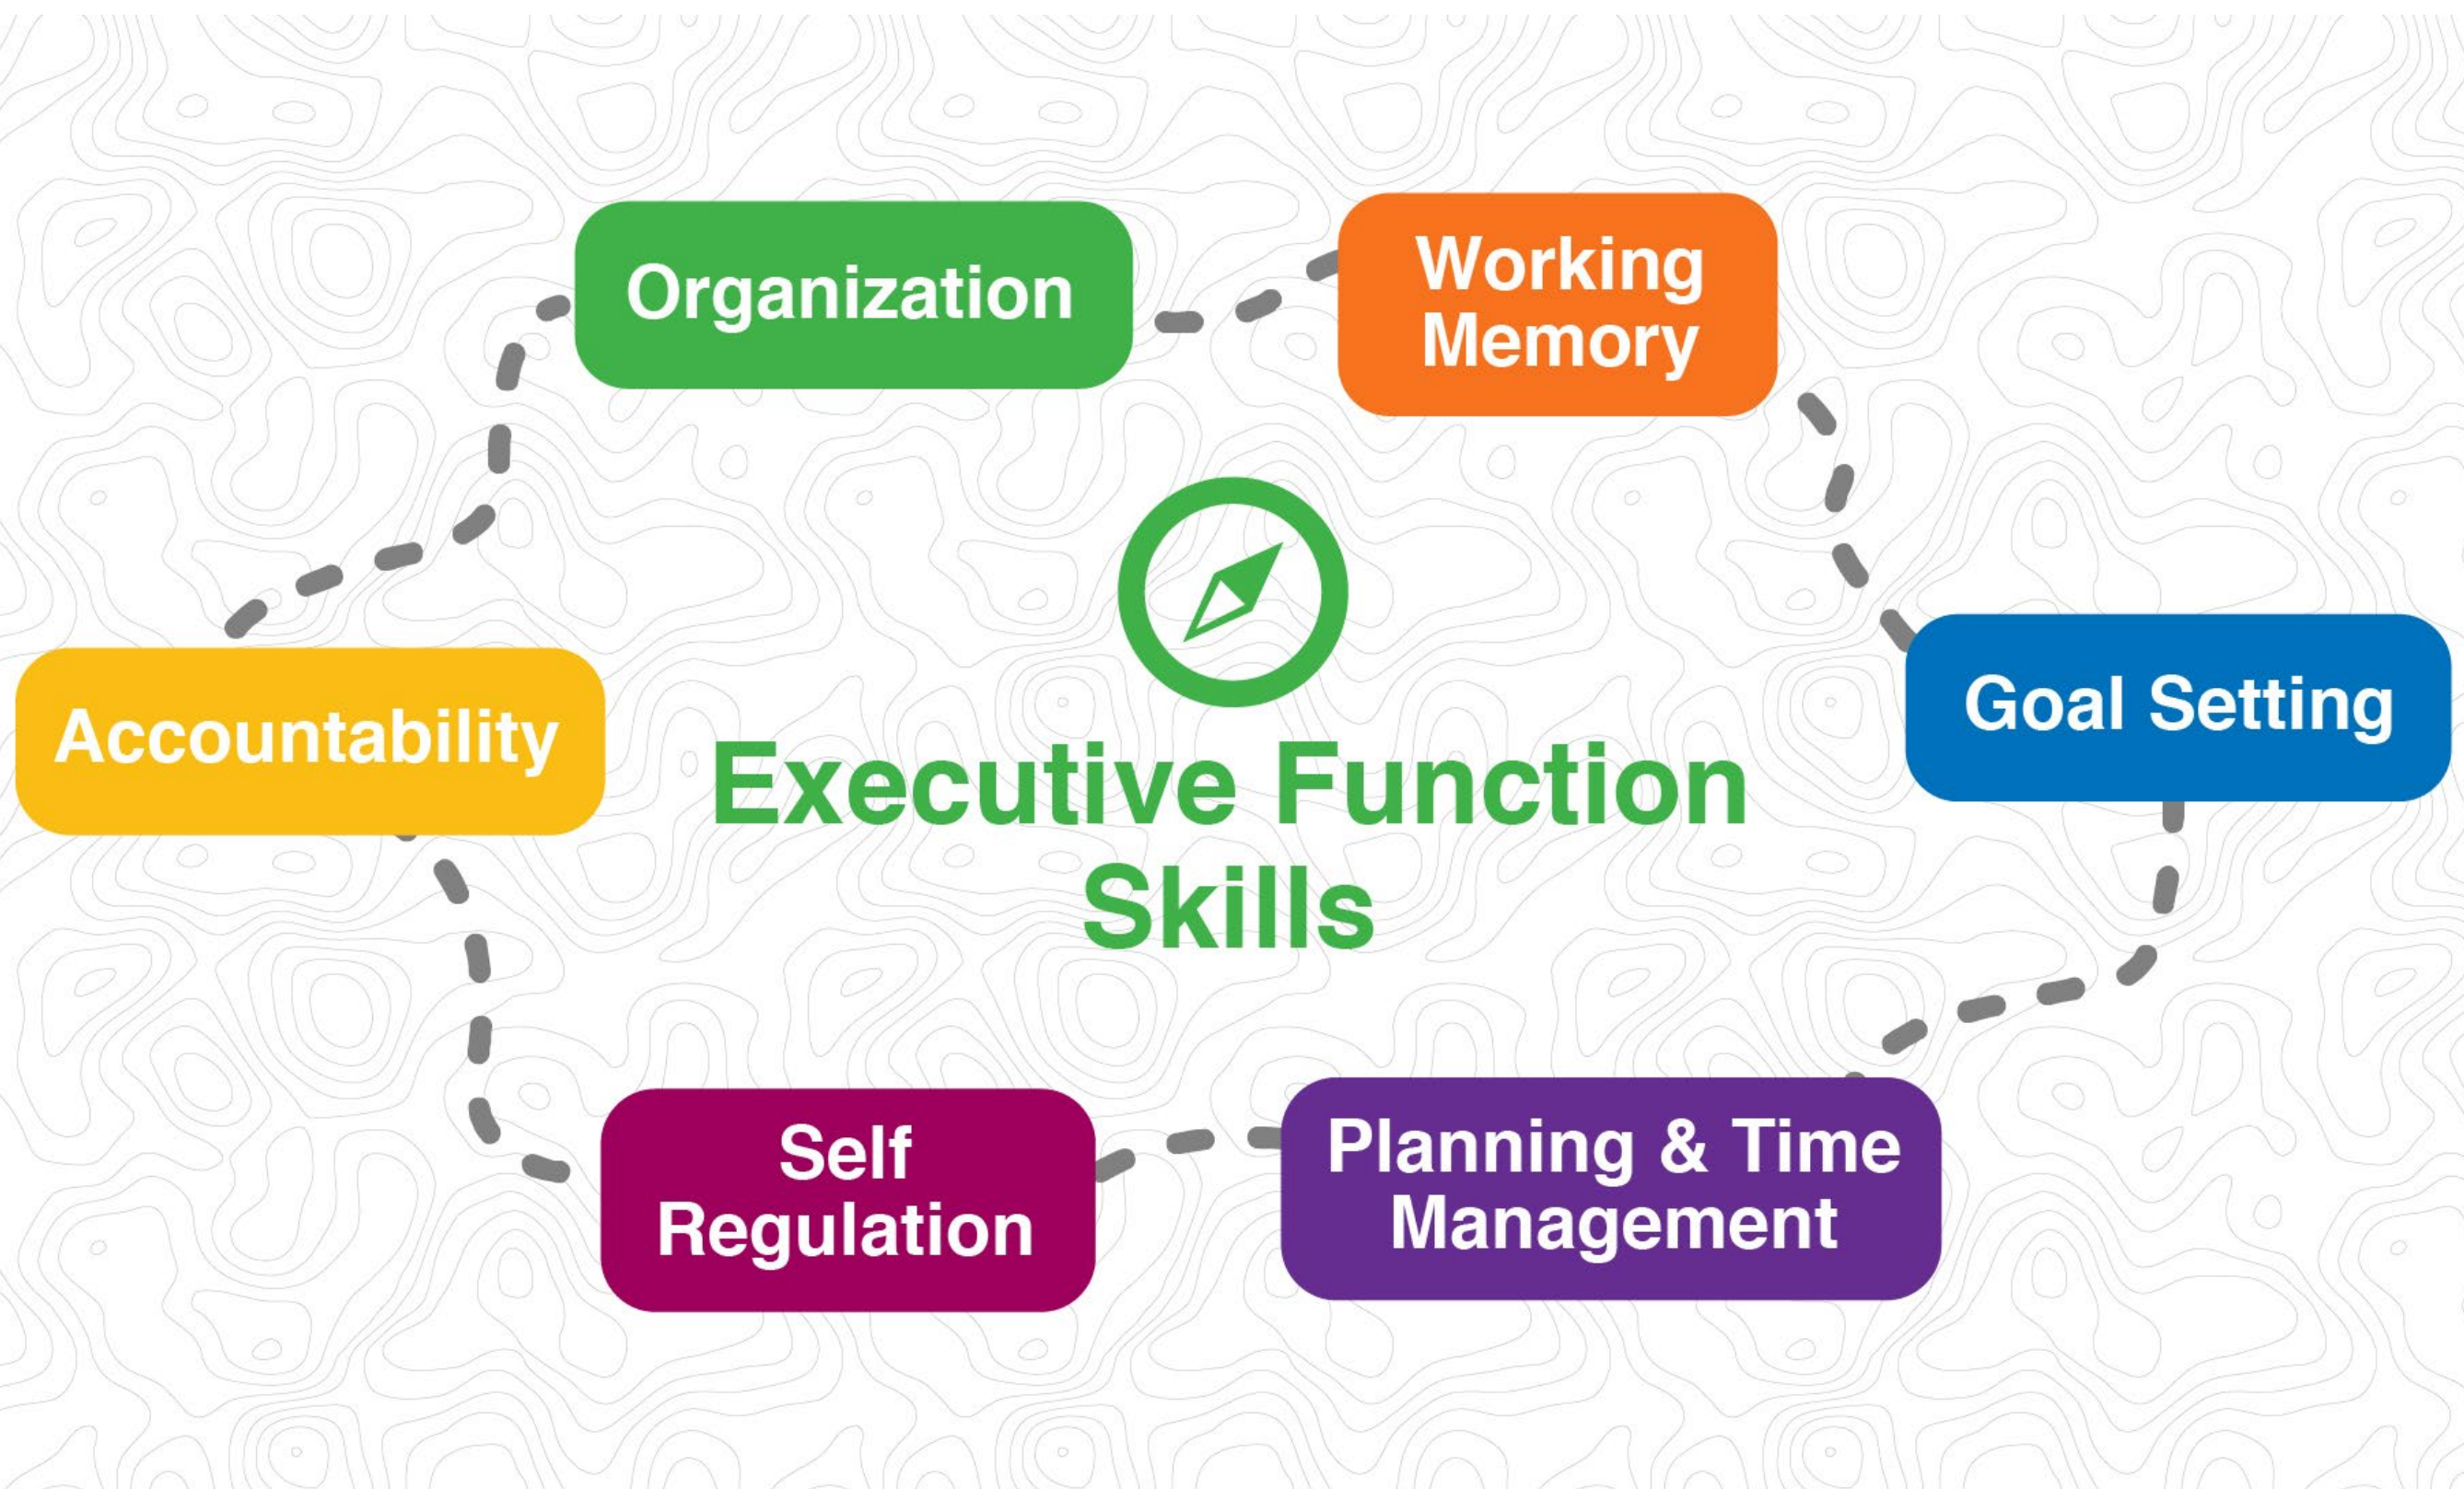 Organization
Working
Memory
Accountability
Goal Setting
Executive Function
Skills
Self
Regulation
Planning & Time
Management